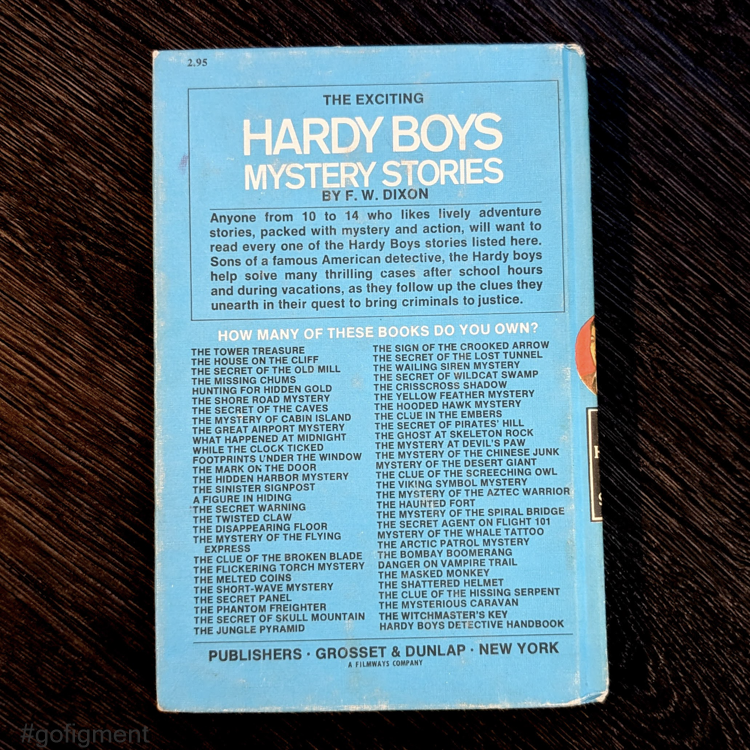 2.95
THE EXCITING
HARDY BOYS
MYSTERY STORIES
BY F. W. DIXON
Anyone from 10 to 14 who likes lively adventure
stories, packed with mystery and action, will want to
read every one of the Hardy Boys stories listed here.
Sons of a famous American detective, the Hardy boys
help solve many thrilling cases after school hours
and during vacations, as they follow up the clues they
unearth in their quest to bring criminals to justice.
HOW MANY OF THESE BOOKS DO YOU OWN?
THE TOWER TREASURE
THE HOUSE ON THE CLIFF
THE SECRET OF THE OLD MILL
THE MISSING CHUMS
HUNTING FOR HIDDEN GOLD
THE SHORE ROAD MYSTERY
THE SECRET OF THE CAVES
THE MYSTERY OF CABIN ISLAND
THE GREAT AIRPORT MYSTERY
WHAT HAPPENED AT MIDNIGHT
WHILE THE CLOCK TICKED
FOOTPRINTS UNDER THE WINDOW
THE MARK ON THE DOOR
THE HIDDEN HARBOR MYSTERY
THE SINISTER SIGNPOST
A FIGURE IN HIDING
THE SECRET WARNING
THE TWISTED CLAW
THE DISAPPEARING FLOOR
THE MYSTERY OF THE FLYING
EXPRESS
THE CLUE OF THE BROKEN BLADE
THE FLICKERING TORCH MYSTERY
THE MELTED COINS
THE SHORT-WAVE MYSTERY
THE SECRET PANEL
THE PHANTOM FREIGHTER
THE SECRET OF SKULL MOUNTAIN
THE JUNGLE PYRAMID
THE SIGN OF THE CROOKED ARROW
THE SECRET OF THE LOST TUNNEL
THE WAILING SIREN MYSTERY
THE SECRET OF WILDCAT SWAMP
THE CRISSCROSS SHADOW
THE YELLOW FEATHER MYSTERY
THE HOODED HAWK MYSTERY
THE CLUE IN THE EMBERS
THE SECRET OF PIRATES' HILL
THE GHOST AT SKELETON ROCK
THE MYSTERY AT DEVIL'S PAW
THE MYSTERY OF THE CHINESE JUNK
MYSTERY OF THE DESERT GIANT
THE CLUE OF THE SCREECHING OWL
THE VIKING SYMBOL MYSTERY
THE MYSTERY OF THE AZTEC WARRIOR
THE HAUNTED FORT
THE MYSTERY OF THE SPIRAL BRIDGE
THE SECRET AGENT ON FLIGHT 101
MYSTERY OF THE WHALE TATTOO
THE ARCTIC PATROL MYSTERY
THE BOMBAY BOOMERANG
DANGER ON VAMPIRE TRAIL
THE MASKED MONKEY
THE SHATTERED HELMET
THE CLUE OF THE HISSING SERPENT
THE MYSTERIOUS CARAVAN
THE WITCHMASTER'S KEY
HARDY BOYS DETECTIVE HANDBOOK
PUBLISHERS · GROSSET & DUNLAP · NEW YORK
A FILMWAYS COMPANY
#gofigment